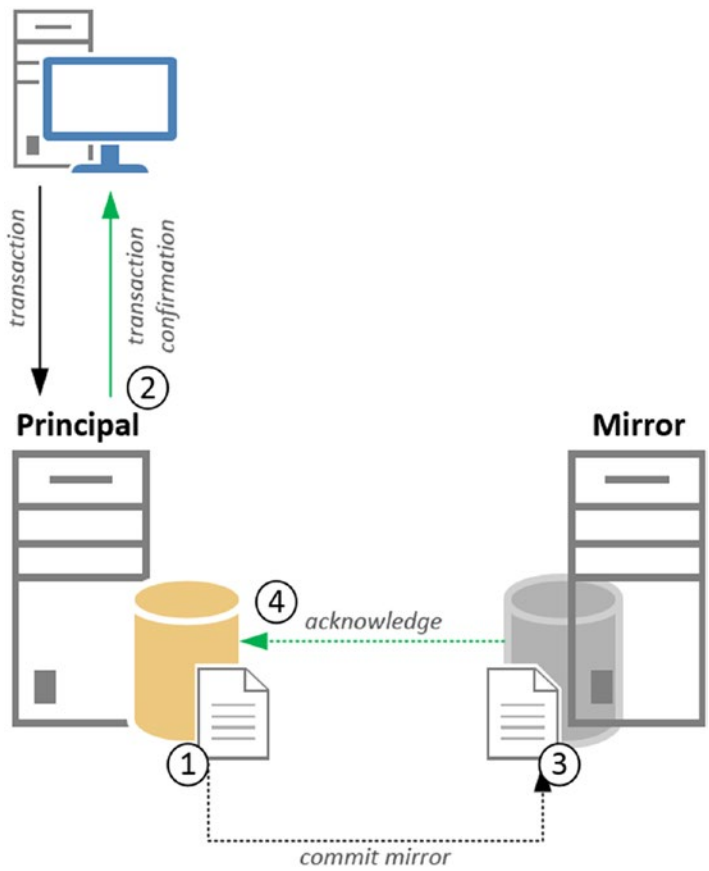 transaction
transaction
confirmation
2
Principal
Mirror
4
acknowledge
1
3
commit mirror